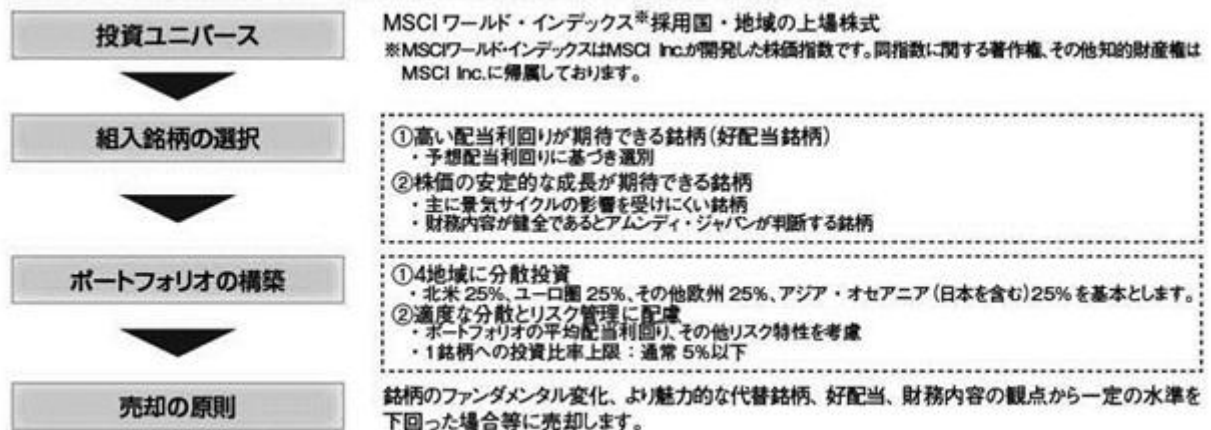 投資ユニバース
MSCI ワールド・インデックス※採用国・地域の上場株式
※MSCIワールド・インデックスはMSCI Inc.が開発した株価指数です。同指数に関する著作権、その他知的財産権は
MSCI Inc.に帰属しております。
組入銘柄の選択
①高い配当利回りが期待できる銘柄(好配当銘柄)
・予想配当利回りに基づき選別
②株価の安定的な成長が期待できる銘柄
・主に景気サイクルの影響を受けにくい銘柄
・財務内容が健全であるとアムンディ・ジャパンが判断する銘柄
ポートフォリオの構築
①4地域に分散投資
・北米 25%、ユーロ圏 25%、その他欧州 25%、アジア・オセアニア(日本を含む)25% を基本とします。
②適度な分散とリスク管理に配慮
・ポートフォリオの平均配当利回り、その他リスク特性を考慮
・1銘柄への投資比率上限:通常 5%以下
売却の原則
銘柄のファンダメンタル変化、より魅力的な代替銘柄、好配当、財務内容の観点から一定の水準を
下回った場合等に売却します。